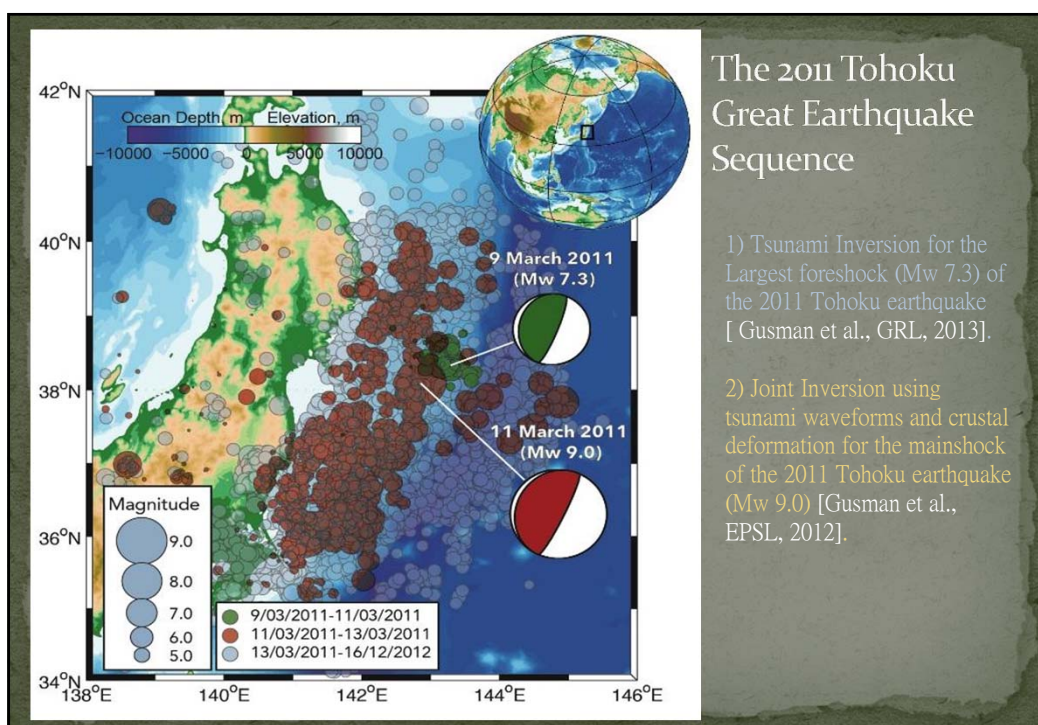 The 2011 Tohoku
Great Earthquake
Sequence
1) Tsunami Inversion for the
Largest foreshock (Mw 7.3) of
the 2011 Tohoku earthquake
[ Gusman et al., GRL, 2013].
2) Joint Inversion using
tsunami waveforms and crustal
deformation for the mainshock
of the 2011 Tohoku earthquake
(Mw 9.0) [Gusman et al.,
EPSL, 2012].
42°N
40°N
38°N
36°N
34°N
138°E
140°E
142°E
144°E
146°E
Ocean Depth, m Elevation, m
−10000 −5000 0 5000 10000
9 March 2011
(Mw 7.3)
11 March 2011
(Mw 9.0)
Magnitude
9.0
8.0
7.0
6.0
5.0
9/03/2011-11/03/2011
11/03/2011-13/03/2011
13/03/2011-16/12/2012